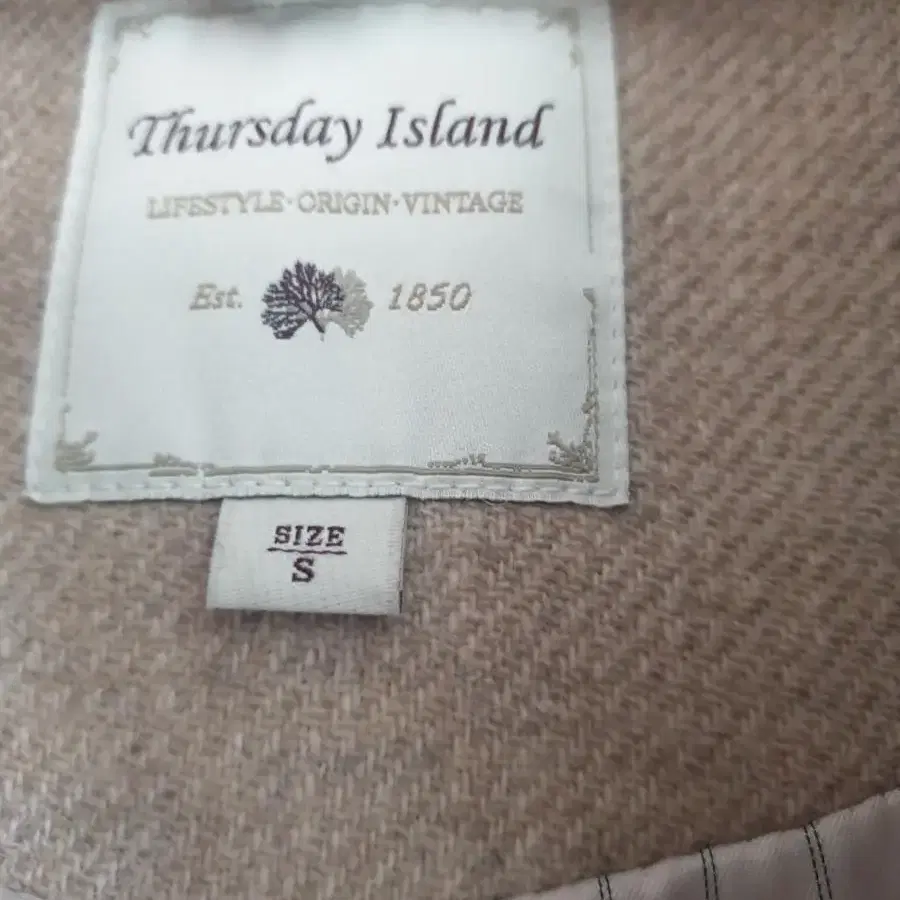 Thursday Island
LIFESTYLE·ORIGIN·VINTAGE
Est. 1850
SIZE
S